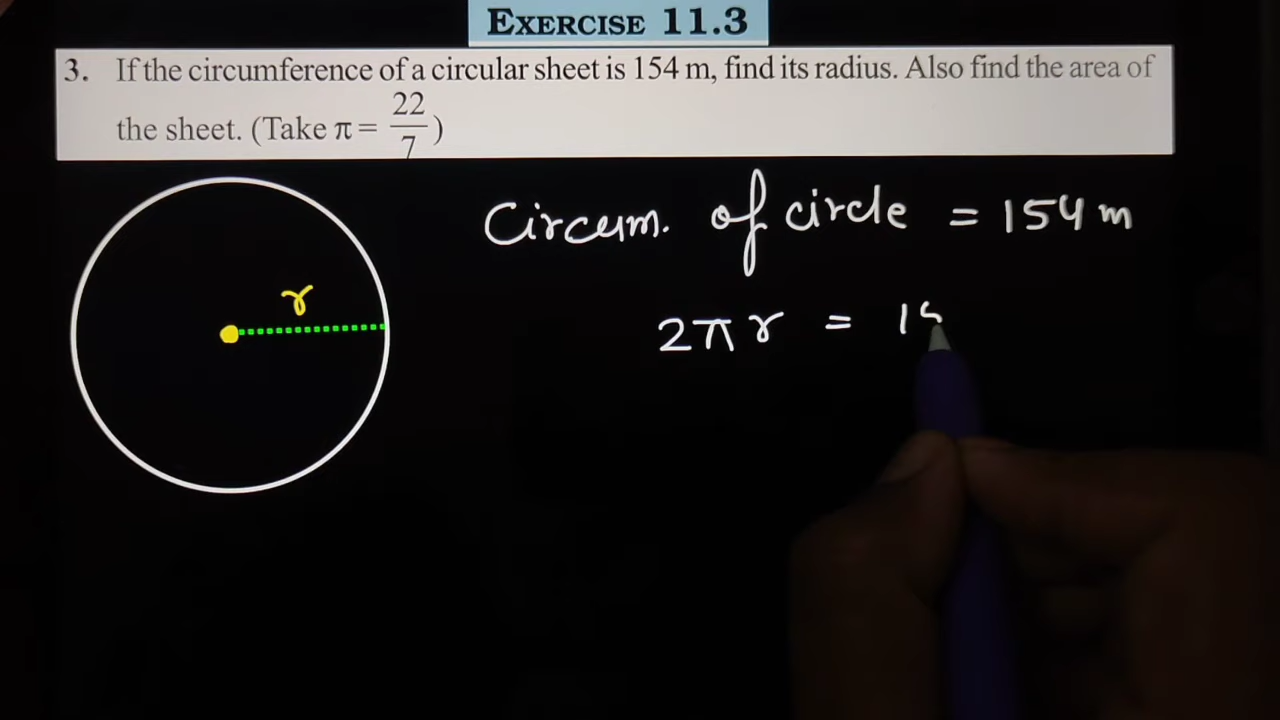 EXERCISE 11.3
3. If the circumference of a circular sheet is 154 m, find its radius. Also find the area of
the sheet. (Take π = 22/7)
Circum. of circle = 154 m
r
2πr = 15